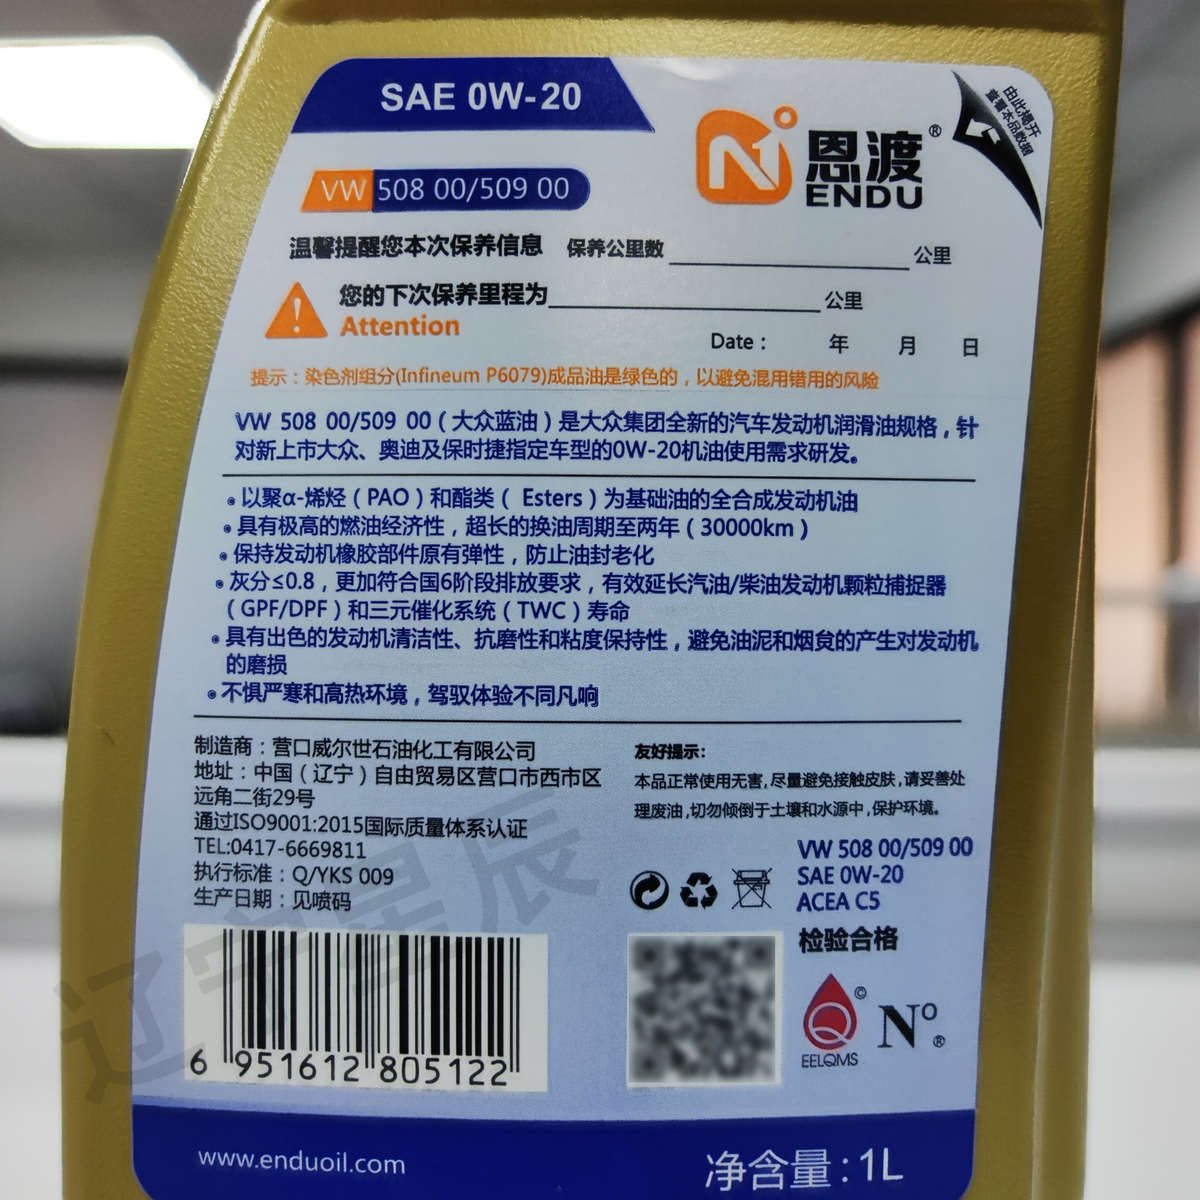 SAE 0W-20
由此揭开
查看本品数据
N1
恩渡®
ENDU
VW 508 00/509 00
温馨提醒您本次保养信息 保养公里数 公里
您的下次保养里程为 公里
Attention
Date： 年 月 日
提示：染色剂组分(Infineum P6079)成品油是绿色的，以避免混用错用的风险
VW 508 00/509 00（大众蓝油）是大众集团全新的汽车发动机润滑油规格，针
对新上市大众、奥迪及保时捷指定车型的0W-20机油使用需求研发。
以聚α-烯烃（PAO）和酯类（ Esters）为基础油的全合成发动机油
具有极高的燃油经济性，超长的换油周期至两年（30000km）
保持发动机橡胶部件原有弹性，防止油封老化
灰分≤0.8，更加符合国6阶段排放要求，有效延长汽油/柴油发动机颗粒捕捉器
（GPF/DPF）和三元催化系统（TWC）寿命
具有出色的发动机清洁性、抗磨性和粘度保持性，避免油泥和烟炱的产生对发动机
的磨损
不惧严寒和高热环境，驾驭体验不同凡响
制造商：营口威尔世石油化工有限公司
地址：中国（辽宁）自由贸易区营口市西市区
远角二街29号
通过ISO9001:2015国际质量体系认证
TEL:0417-6669811
执行标准：Q/YKS 009
生产日期：见喷码
友好提示：
本品正常使用无害，尽量避免接触皮肤，请妥善处
理废油，切勿倾倒于土壤和水源中，保护环境。
VW 508 00/509 00
SAE 0W-20
ACEA C5
检验合格
©
EELQMS
N°®
6 951612 805122
辽宁星辰
www.enduoil.com
净含量：1L